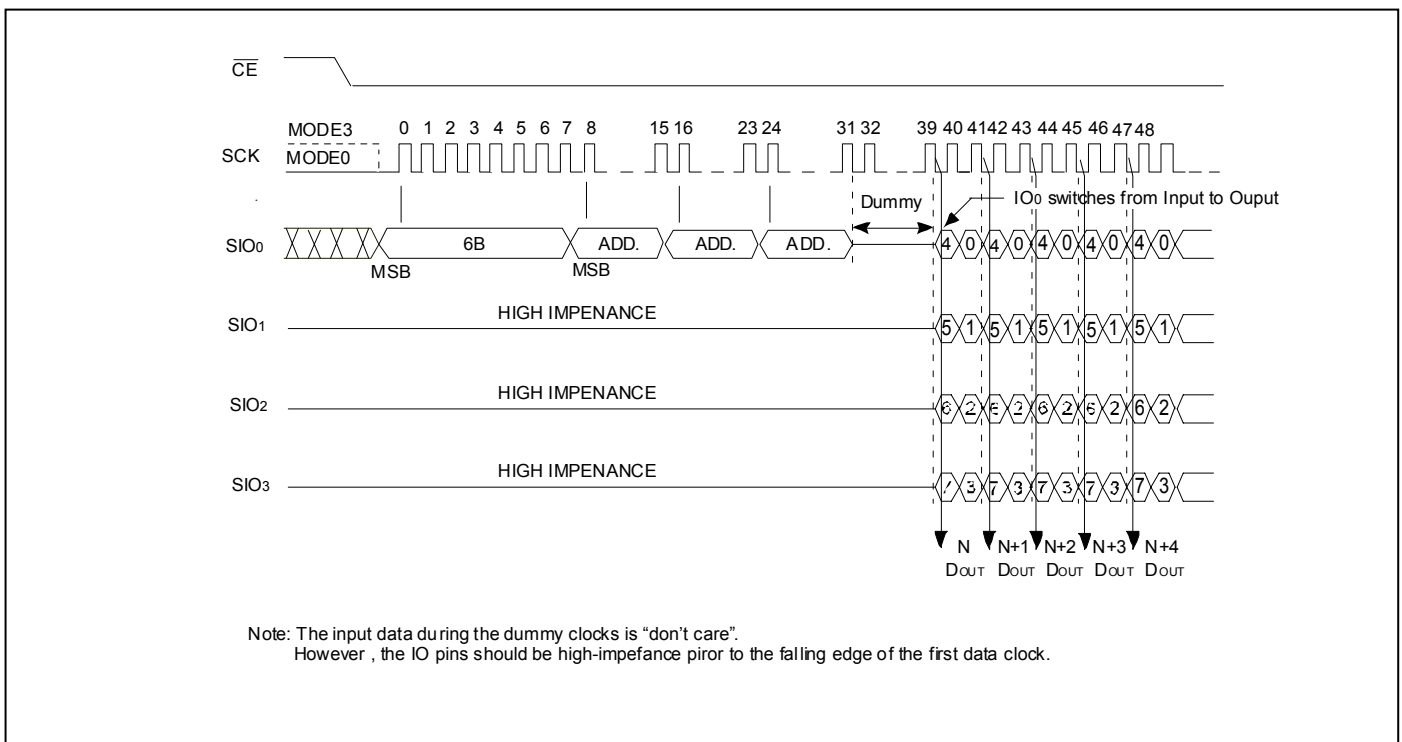 CE
MODE3 0 1 2 3 4 5 6 7 8 15 16 23 24 31 32 39 40 41 42 43 44 45 46 47 48
SCK MODE0
Dummy IO0 switches from Input to Ouput
SIO0 6B ADD. ADD. ADD. 4 0 4 0 4 0 4 0 4 0
MSB MSB
HIGH IMPENANCE
SIO1 5 1 5 1 5 1 5 1 5 1
HIGH IMPENANCE
SIO2 6 2 6 2 6 2 6 2 6 2
HIGH IMPENANCE
SIO3 7 3 7 3 7 3 7 3 7 3
N N+1 N+2 N+3 N+4
DOUT DOUT DOUT DOUT DOUT
Note: The input data during the dummy clocks is “don’t care”.
However , the IO pins should be high-impefance piror to the falling edge of the first data clock.